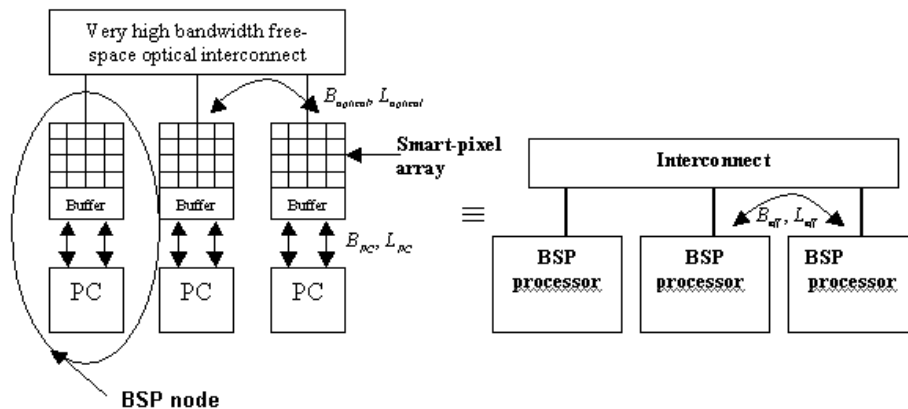 Very high bandwidth free-
space optical interconnect
B_optical, L_optical
Smart-pixel
array
Buffer
Buffer
Buffer
B_PC, L_PC
PC
PC
PC
BSP node
≡
Interconnect
B_eff, L_eff
BSP
processor
BSP
processor
BSP
processor